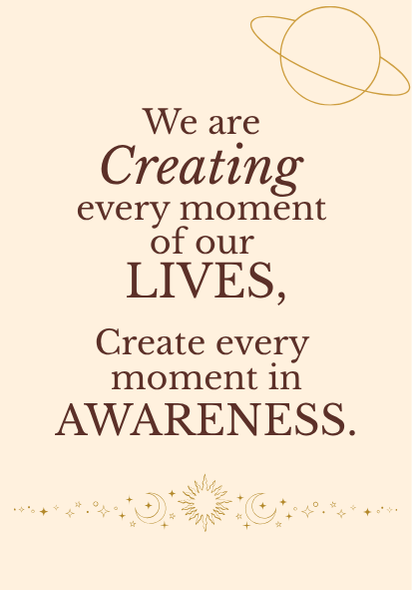 We are
Creating
every moment
of our
LIVES,
Create every
moment in
AWARENESS.